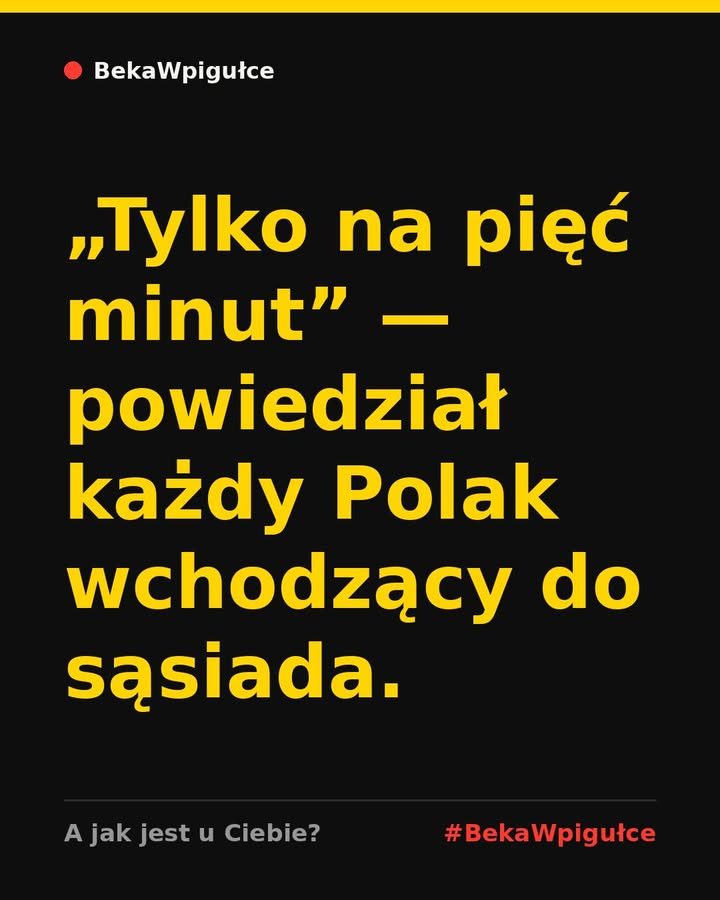 BekaWpigułce
„Tylko na pięć
minut” —
powiedział
każdy Polak
wchodzący do
sąsiada.
A jak jest u Ciebie?
#BekaWpigułce